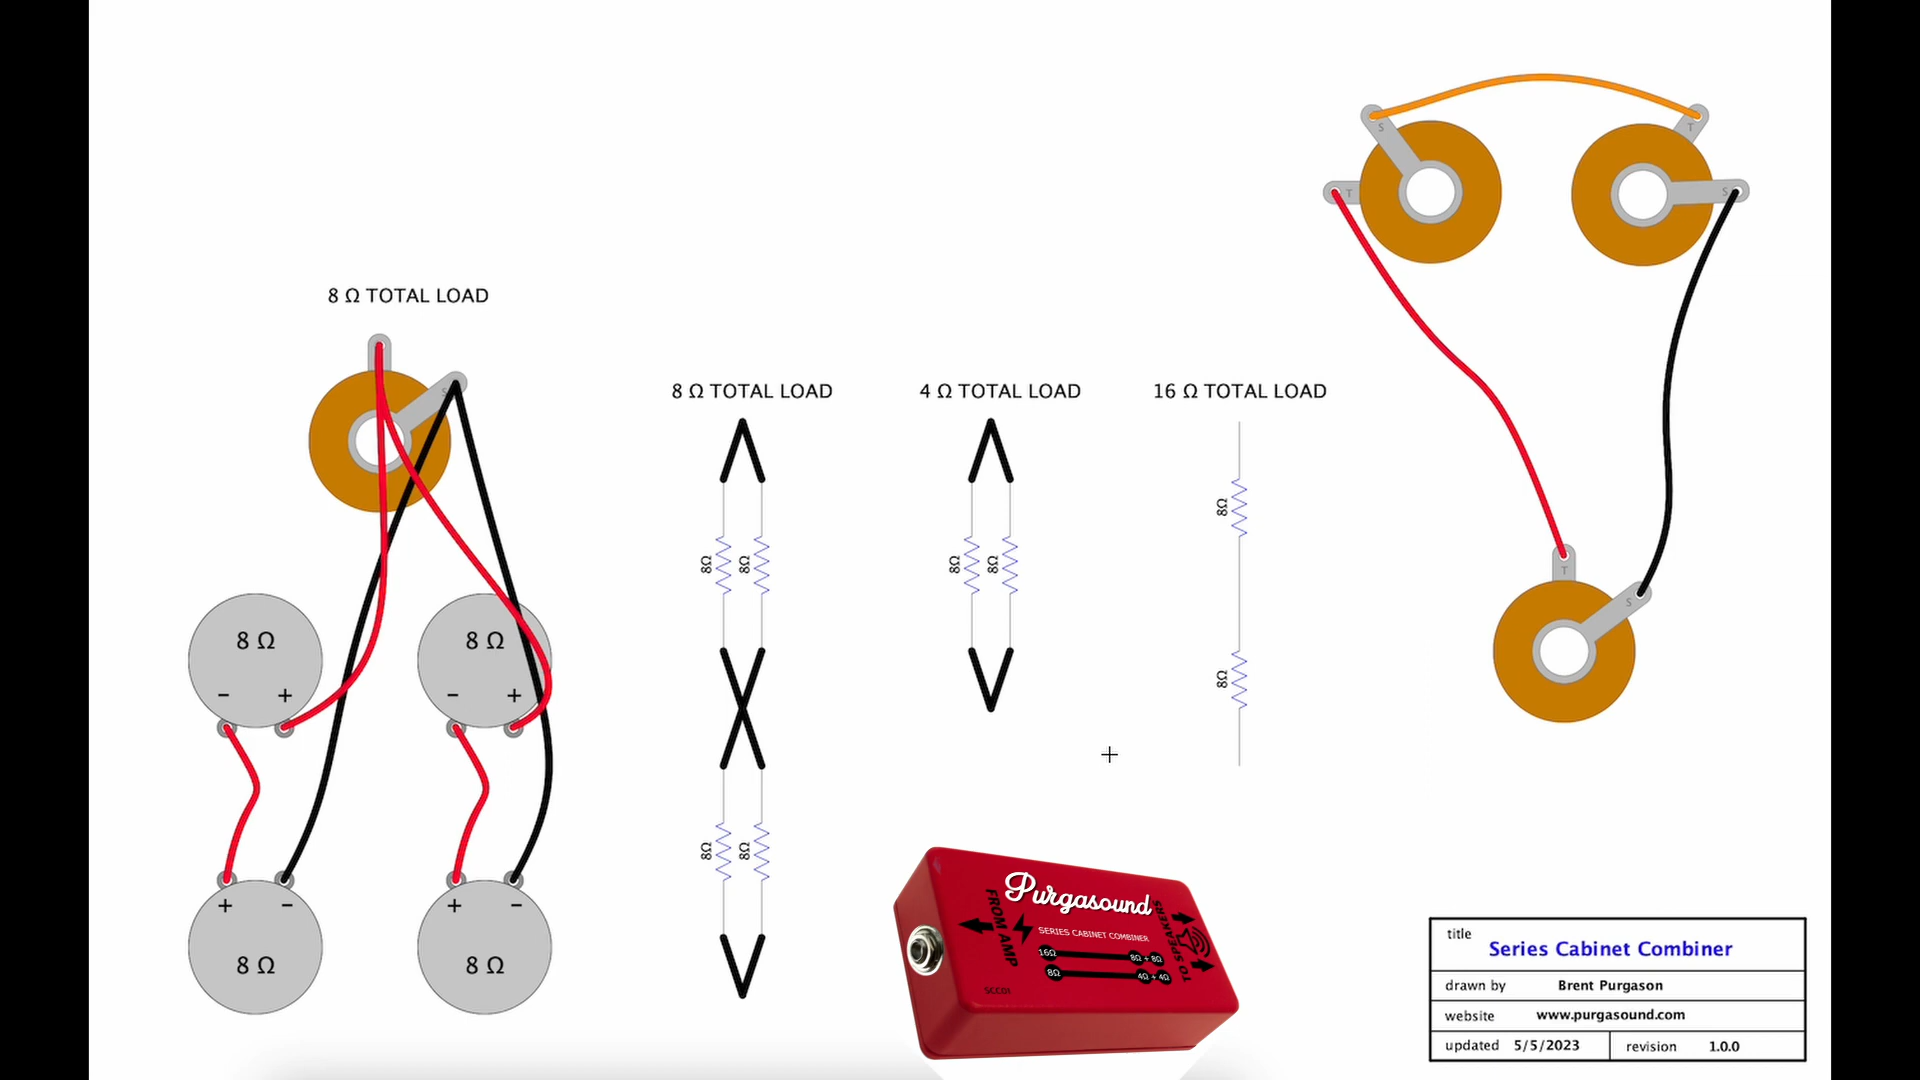 S
T
T
S
8 Ω TOTAL LOAD
S
8 Ω TOTAL LOAD
4 Ω TOTAL LOAD
16 Ω TOTAL LOAD
8Ω
8Ω
8Ω
8Ω
8Ω
T
S
8 Ω
- +
8 Ω
- +
8Ω
8Ω
8Ω
+ -
8 Ω
+ -
8 Ω
Purgasound
SERIES CABINET COMBINER
FROM AMP
TO SPEAKERS
16Ω
8Ω + 8Ω
8Ω
4Ω + 4Ω
SCC01
title
Series Cabinet Combiner
drawn by Brent Purgason
website www.purgasound.com
updated 5/5/2023 revision 1.0.0